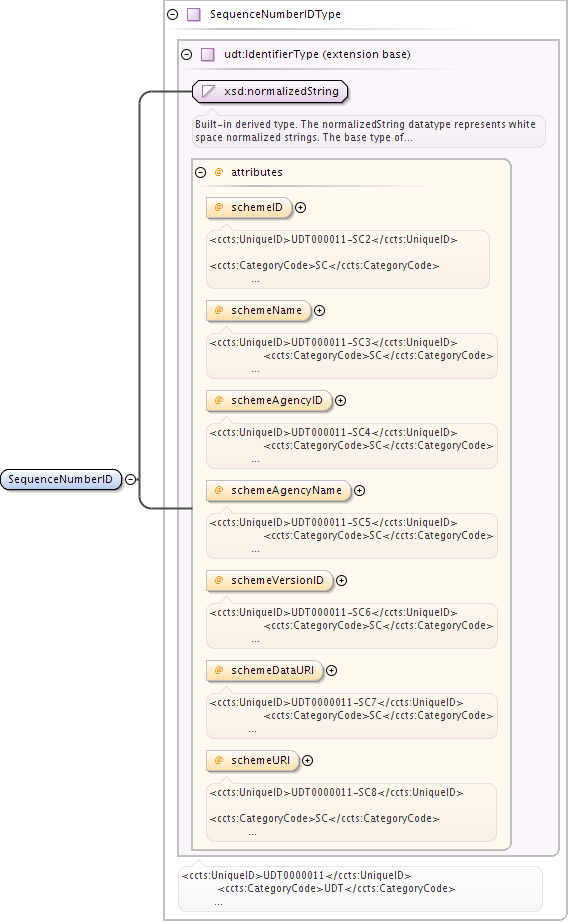 SequenceNumberIDType
udt:IdentifierType (extension base)
xsd:normalizedString
Built-in derived type. The normalizedString datatype represents white
space normalized strings. The base type of...
@ attributes
@ schemeID
<ccts:UniqueID>UDT000011-SC2</ccts:UniqueID>
<ccts:CategoryCode>SC</ccts:CategoryCode>
...
@ schemeName
<ccts:UniqueID>UDT000011-SC3</ccts:UniqueID>
<ccts:CategoryCode>SC</ccts:CategoryCode>
...
@ schemeAgencyID
<ccts:UniqueID>UDT000011-SC4</ccts:UniqueID>
<ccts:CategoryCode>SC</ccts:CategoryCode>
...
SequenceNumberID
@ schemeAgencyName
<ccts:UniqueID>UDT000011-SC5</ccts:UniqueID>
<ccts:CategoryCode>SC</ccts:CategoryCode>
...
@ schemeVersionID
<ccts:UniqueID>UDT000011-SC6</ccts:UniqueID>
<ccts:CategoryCode>SC</ccts:CategoryCode>
...
@ schemeDataURI
<ccts:UniqueID>UDT0000011-SC7</ccts:UniqueID>
<ccts:CategoryCode>SC</ccts:CategoryCode>
...
@ schemeURI
<ccts:UniqueID>UDT0000011-SC8</ccts:UniqueID>
<ccts:CategoryCode>SC</ccts:CategoryCode>
...
<ccts:UniqueID>UDT0000011</ccts:UniqueID>
<ccts:CategoryCode>UDT</ccts:CategoryCode>
...